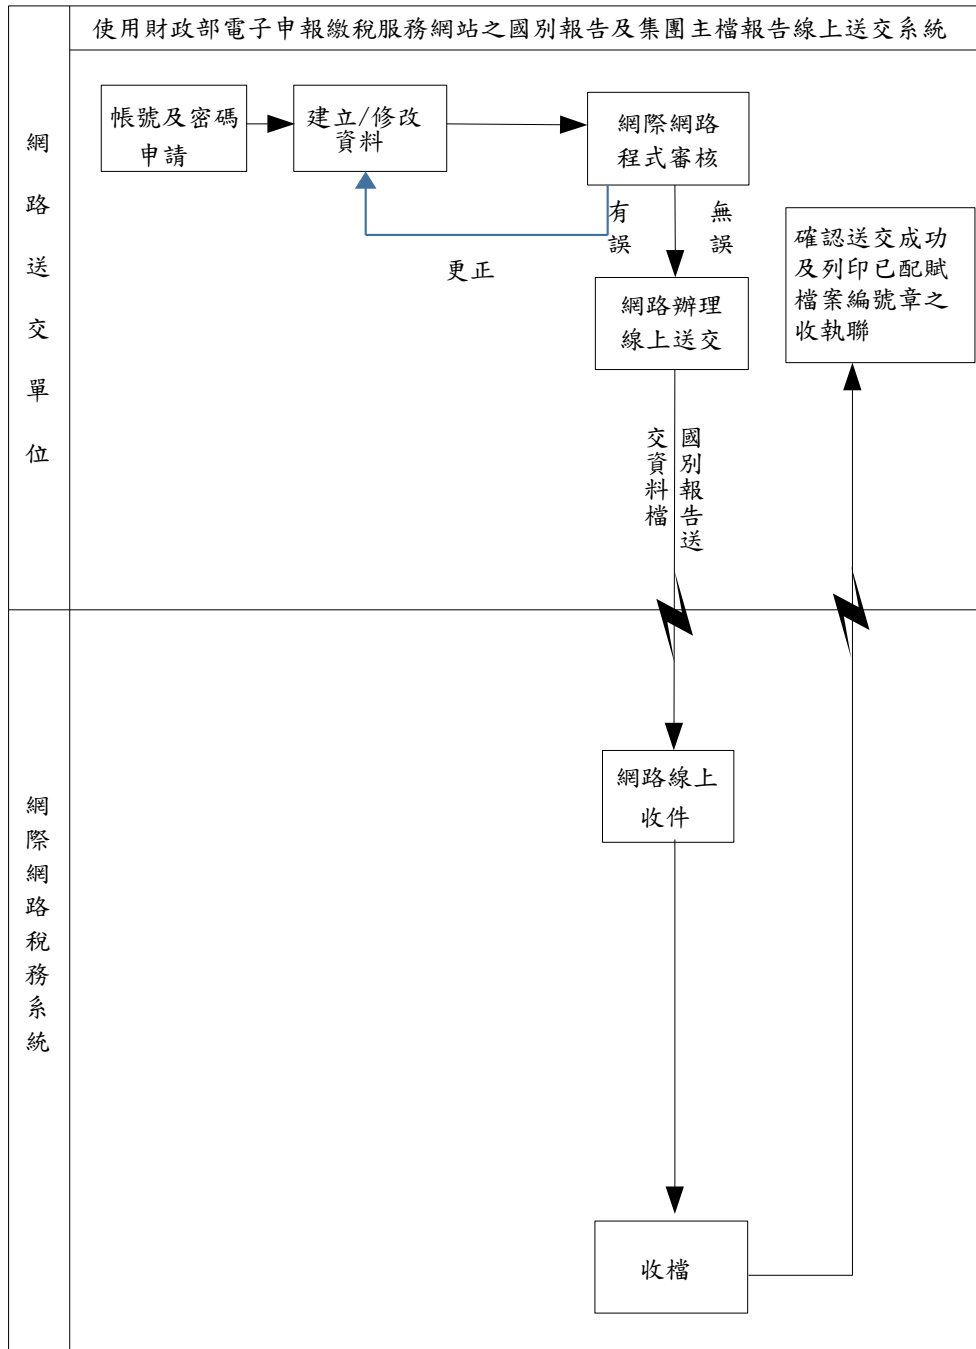 使用財政部電子申報繳稅服務網站之國別報告及集團主檔報告線上送交系統
網路送交單位
帳號及密碼
申請
建立/修改
資料
網際網路
程式審核
有誤
無誤
更正
網路辦理
線上送交
確認送交成功
及列印已配賦
檔案編號章之
收執聯
國別報告送
交資料檔
網際網路稅務系統
網路線上
收件
收檔